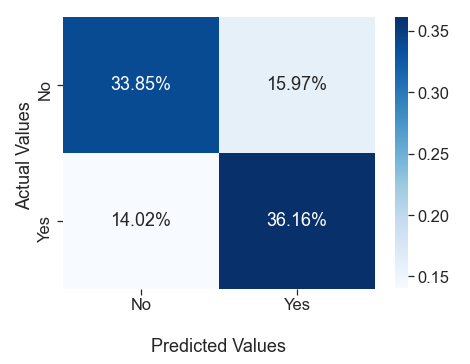 33.85% 15.97%
14.02% 36.16%
No
Yes
Actual Values
No Yes
Predicted Values
0.35
0.30
0.25
0.20
0.15